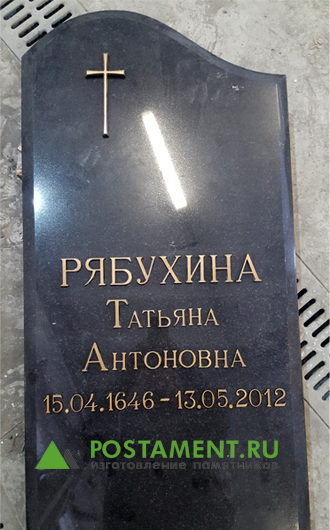 РЯБУХИНА
ТАТЬЯНА
АНТОНОВНА
15.04.1646 – 13.05.2012
POSTAMENT.RU
изготовление памятников